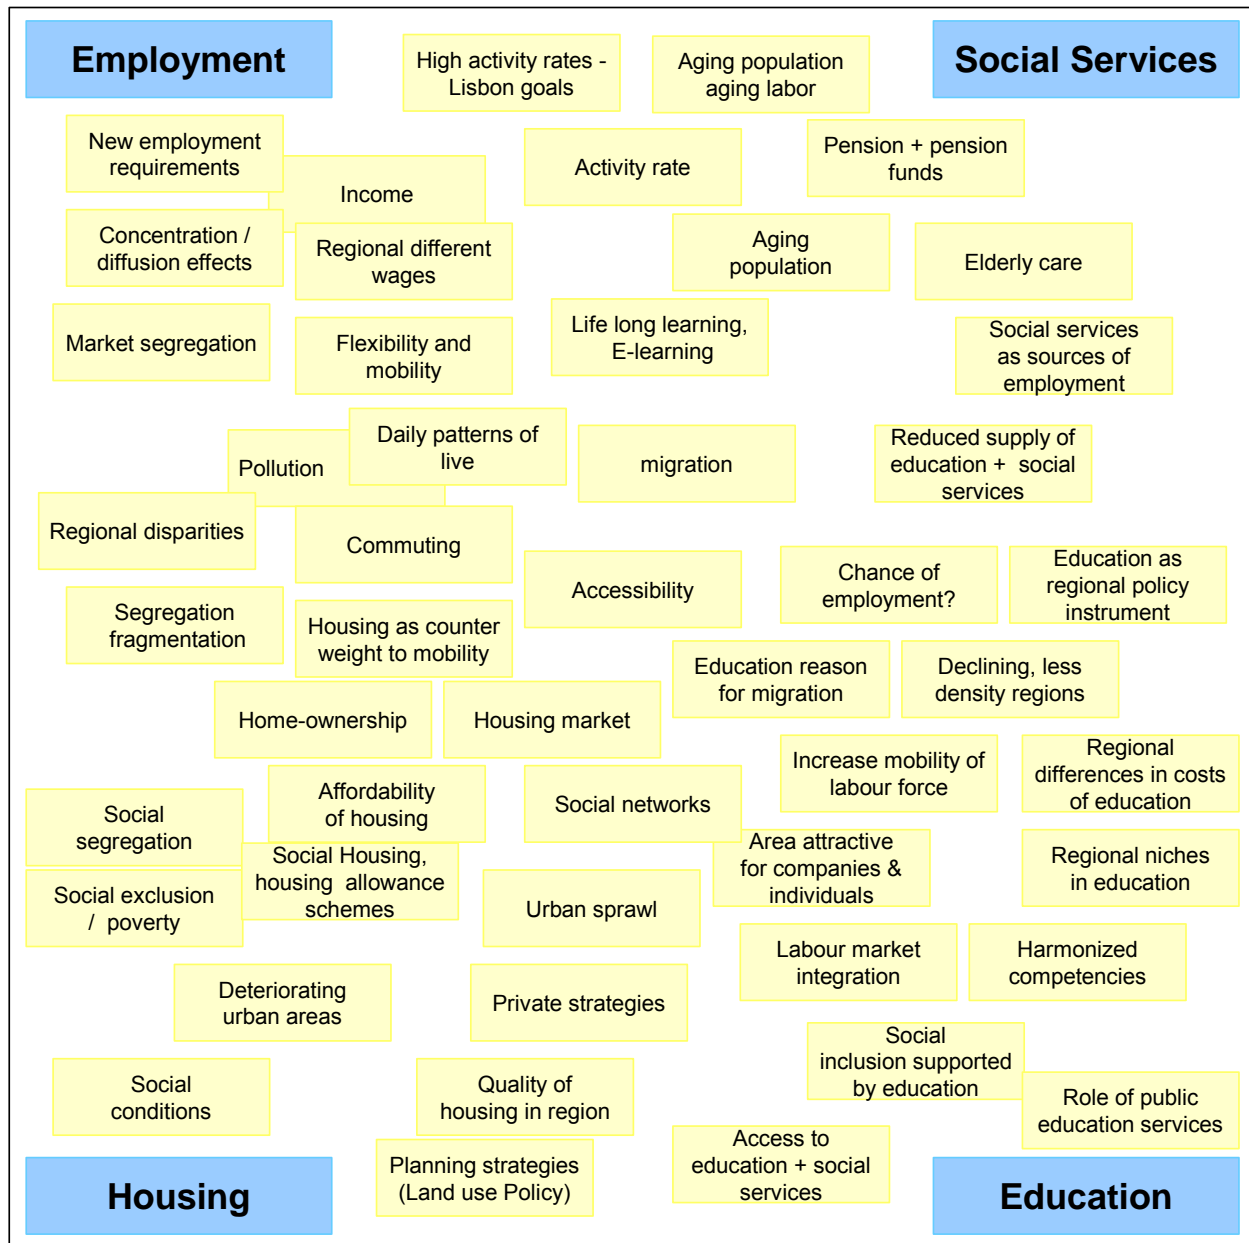 Employment
High activity rates -
Lisbon goals
Aging population
aging labor
Social Services
New employment
requirements
Income
Activity rate
Pension + pension
funds
Concentration /
diffusion effects
Regional different
wages
Aging
population
Elderly care
Market segregation
Flexibility and
mobility
Life long learning,
E-learning
Social services
as sources of
employment
Pollution
Daily patterns of
live
migration
Reduced supply of
education +  social
services
Regional disparities
Commuting
Accessibility
Chance of
employment?
Education as
regional policy
instrument
Segregation
fragmentation
Housing as counter
weight to mobility
Education reason
for migration
Declining, less
density regions
Home-ownership
Housing market
Increase mobility of
labour force
Regional
differences in costs
of education
Social
segregation
Affordability
of housing
Social networks
Area attractive
for companies &
individuals
Regional niches
in education
Social exclusion
/  poverty
Social Housing,
housing  allowance
schemes
Urban sprawl
Labour market
integration
Harmonized
competencies
Deteriorating
urban areas
Private strategies
Social
inclusion supported
by education
Social
conditions
Quality of
housing in region
Role of public
education services
Planning strategies
(Land use Policy)
Access to
education + social
services
Housing
Education